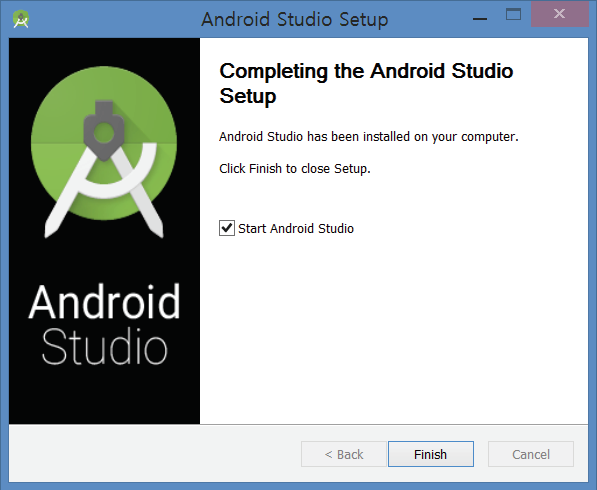 Android Studio Setup
Completing the Android Studio
Setup
Android Studio has been installed on your computer.
Click Finish to close Setup.
Start Android Studio
Android
Studio
< Back
Finish
Cancel